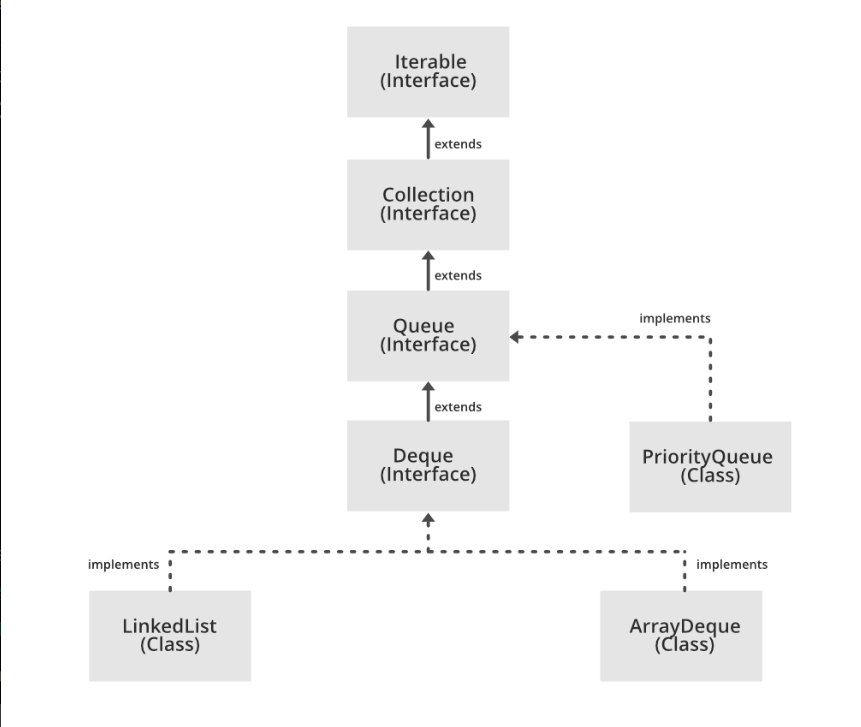 Iterable
(Interface)
extends
Collection
(Interface)
extends
Queue
(Interface)
implements
extends
Deque
(Interface)
PriorityQueue
(Class)
implements
implements
LinkedList
(Class)
ArrayDeque
(Class)